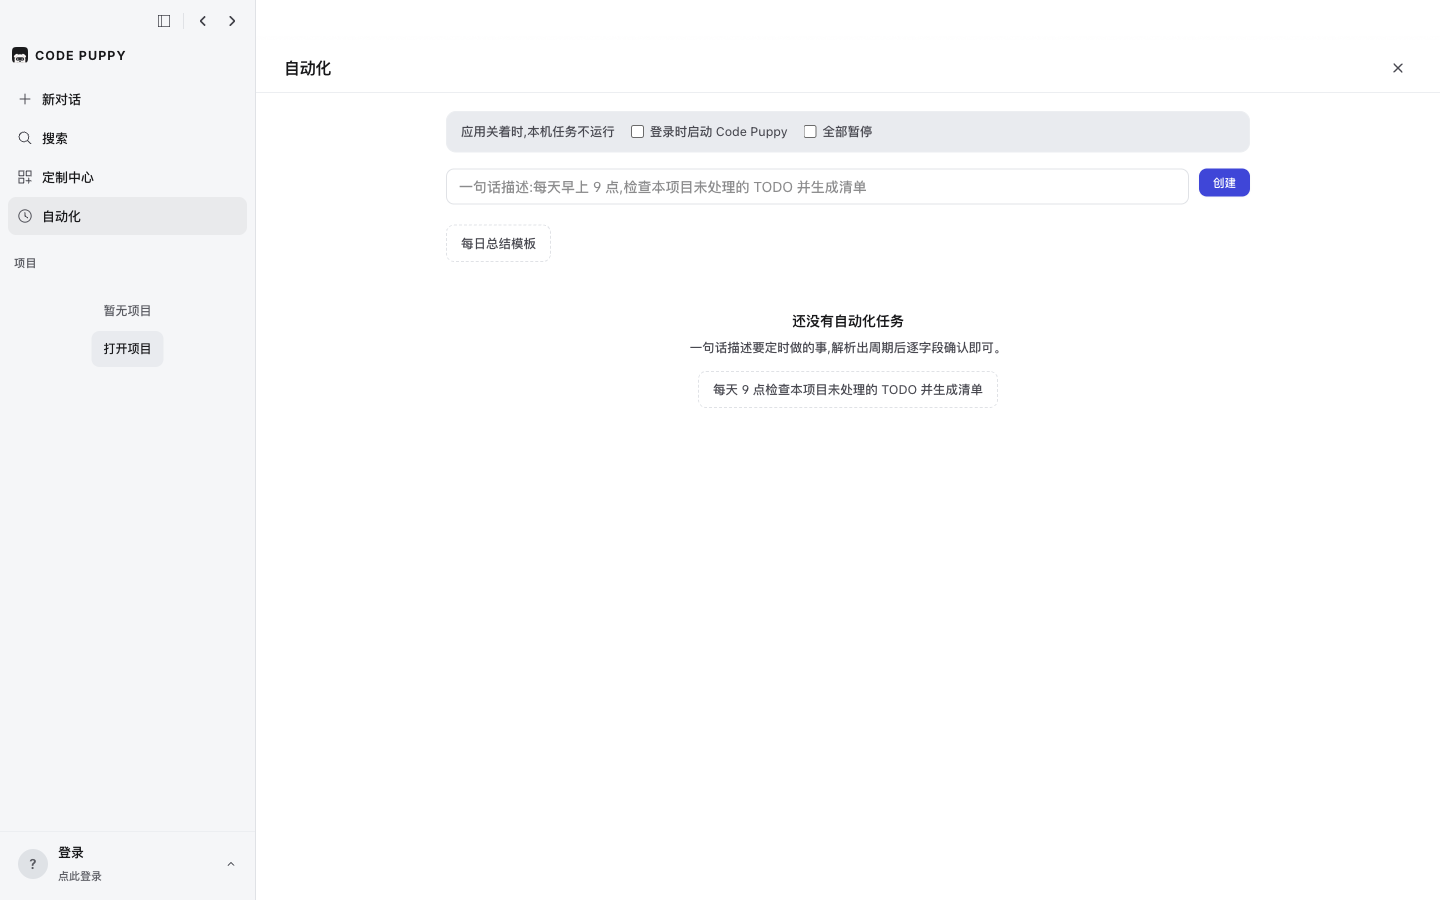 CODE PUPPY
新对话
搜索
定制中心
自动化
项目
暂无项目
打开项目
?
登录
点此登录
自动化
应用关着时,本机任务不运行 登录时启动 Code Puppy 全部暂停
一句话描述:每天早上 9 点,检查本项目未处理的 TODO 并生成清单
创建
每日总结模板
还没有自动化任务
一句话描述要定时做的事,解析出周期后逐字段确认即可。
每天 9 点检查本项目未处理的 TODO 并生成清单